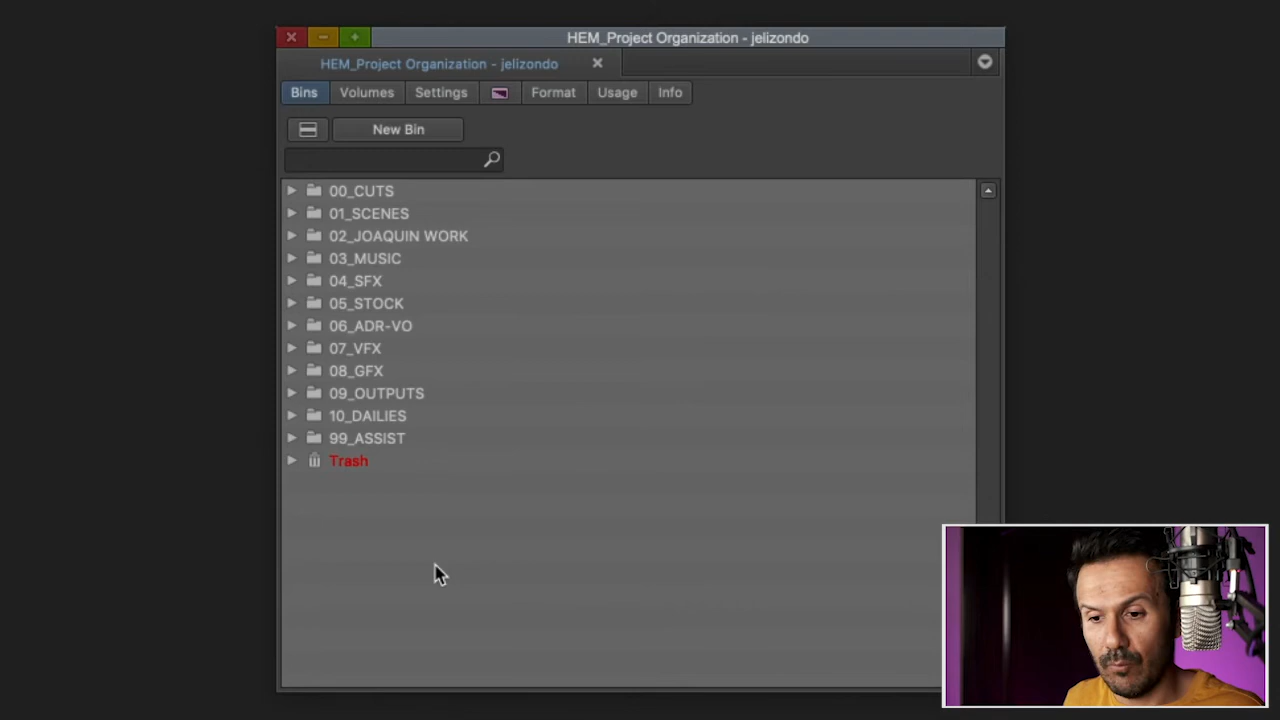 HEM_Project Organization - jelizondo
HEM_Project Organization - jelizondo
Bins Volumes Settings Format Usage Info
New Bin
00_CUTS
01_SCENES
02_JOAQUIN WORK
03_MUSIC
04_SFX
05_STOCK
06_ADR-VO
07_VFX
08_GFX
09_OUTPUTS
10_DAILIES
99_ASSIST
Trash